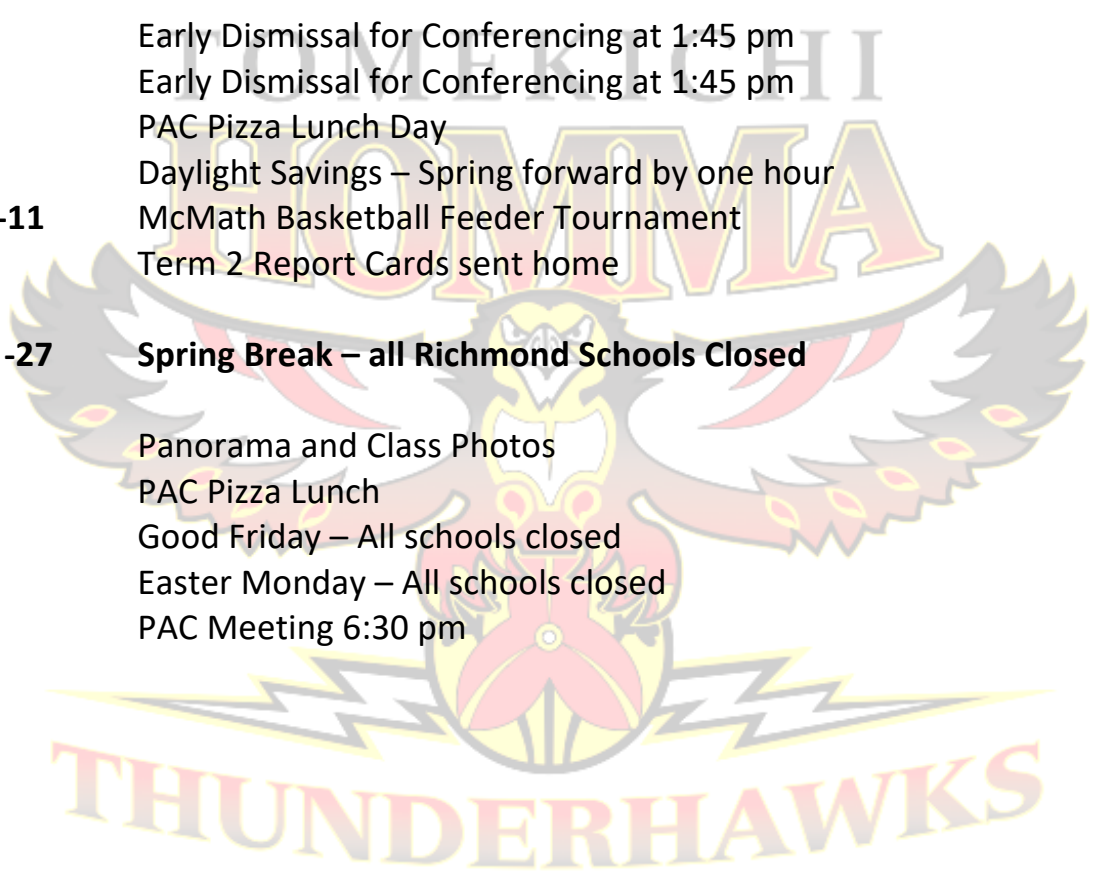 TOMEKICHI
HOMMA
Early Dismissal for Conferencing at 1:45 pm
Early Dismissal for Conferencing at 1:45 pm
PAC Pizza Lunch Day
Daylight Savings – Spring forward by one hour
-11 McMath Basketball Feeder Tournament
Term 2 Report Cards sent home
-27 Spring Break – all Richmond Schools Closed
Panorama and Class Photos
PAC Pizza Lunch
Good Friday – All schools closed
Easter Monday – All schools closed
PAC Meeting 6:30 pm
THUNDERHAWKS